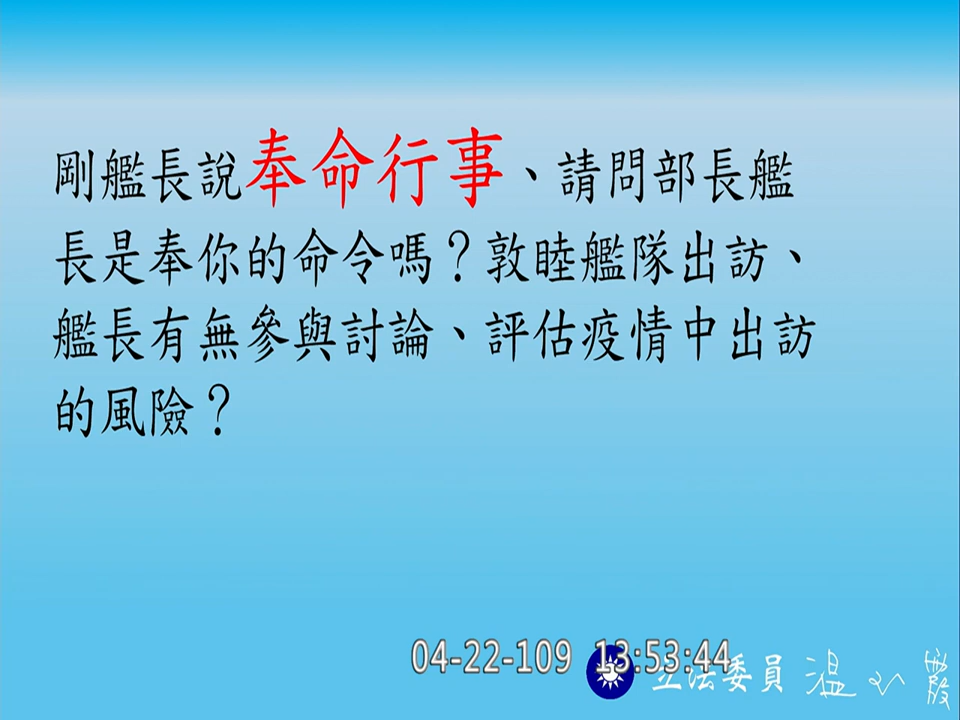 剛艦長說奉命行事、請問部長艦
長是奉你的命令嗎？敦睦艦隊出訪、
艦長有無參與討論、評估疫情中出訪
的風險？
04-22-109 13:53:44
立法委員 温玉霞